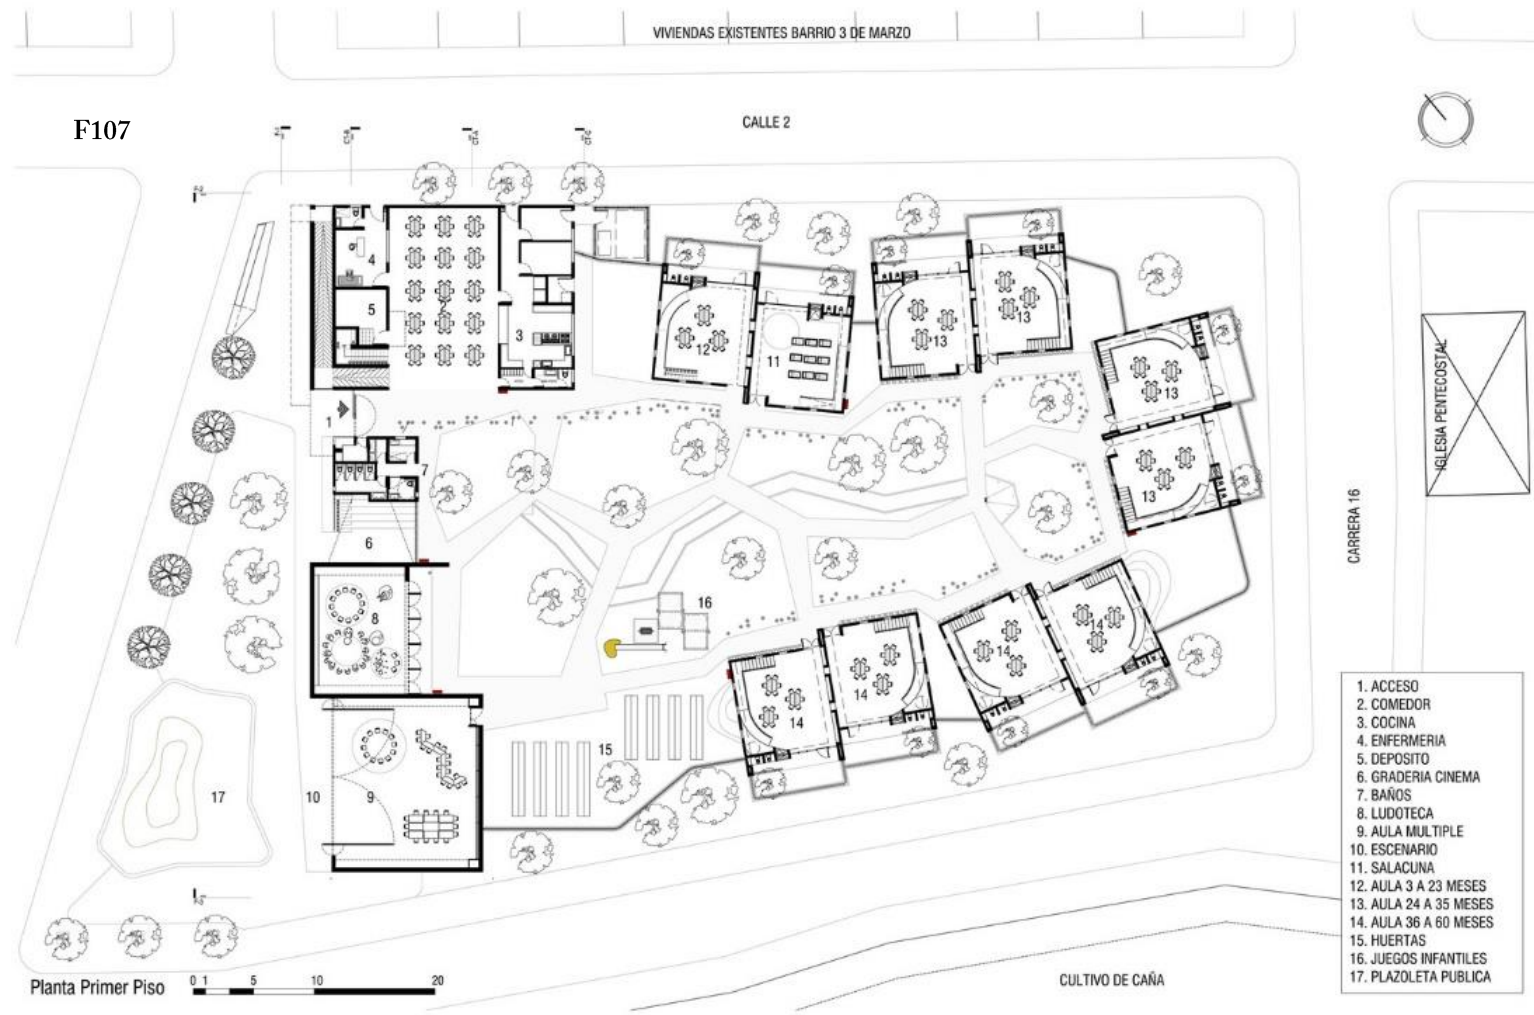 VIVIENDAS EXISTENTES BARRIO 3 DE MARZO
F107
CALLE 2
4
5
3
1
7
6
8
10
9
17
12
11
13
13
13
13
16
15
14
14
14
14
IGLESIA PENTECOSTAL
CARRERA 16
1. ACCESO
2. COMEDOR
3. COCINA
4. ENFERMERIA
5. DEPOSITO
6. GRADERIA CINEMA
7. BAÑOS
8. LUDOTECA
9. AULA MULTIPLE
10. ESCENARIO
11. SALACUNA
12. AULA 3 A 23 MESES
13. AULA 24 A 35 MESES
14. AULA 36 A 60 MESES
15. HUERTAS
16. JUEGOS INFANTILES
17. PLAZOLETA PUBLICA
CULTIVO DE CAÑA
Planta Primer Piso
0 1 5 10 20